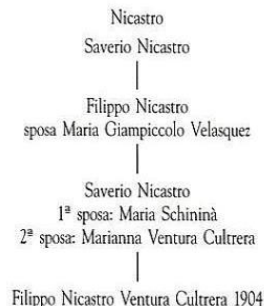 Nicastro
Saverio Nicastro
Filippo Nicastro
sposa Maria Giampiccolo Velasquez
Saverio Nicastro
1ª sposa: Maria Schininà
2ª sposa: Marianna Ventura Cultrera
Filippo Nicastro Ventura Cultrera 1904